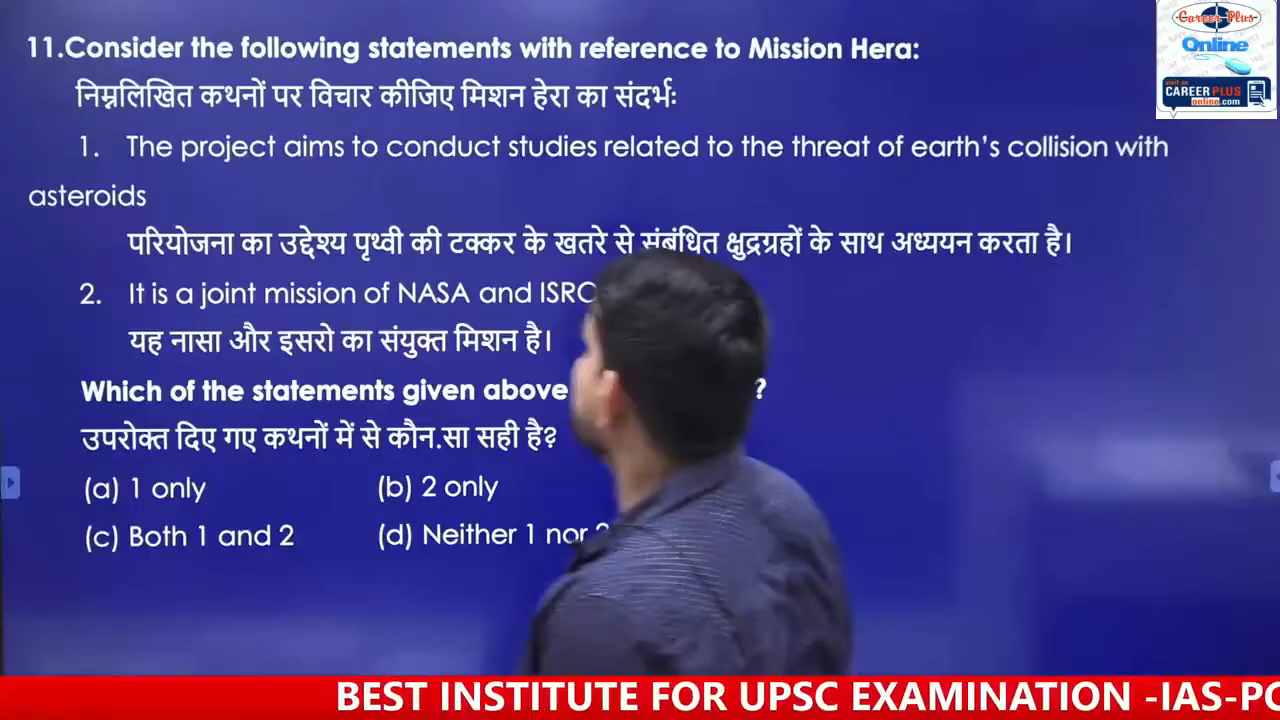 11.Consider the following statements with reference to Mission Hera:
निम्नलिखित कथनों पर विचार कीजिए मिशन हेरा का संदर्भः
1. The project aims to conduct studies related to the threat of earth's collision with
asteroids
परियोजना का उद्देश्य पृथ्वी की टक्कर के खतरे से संबंधित क्षुद्रग्रहों के साथ अध्ययन करता है।
2. It is a joint mission of NASA and ISRO
यह नासा और इसरो का संयुक्त मिशन है।
Which of the statements given above ?
उपरोक्त दिए गए कथनों में से कौन.सा सही है?
(a) 1 only (b) 2 only
(c) Both 1 and 2 (d) Neither 1 nor 2
Career Plus
Online
CAREER PLUS
online.com
BEST INSTITUTE FOR UPSC EXAMINATION -IAS-PC